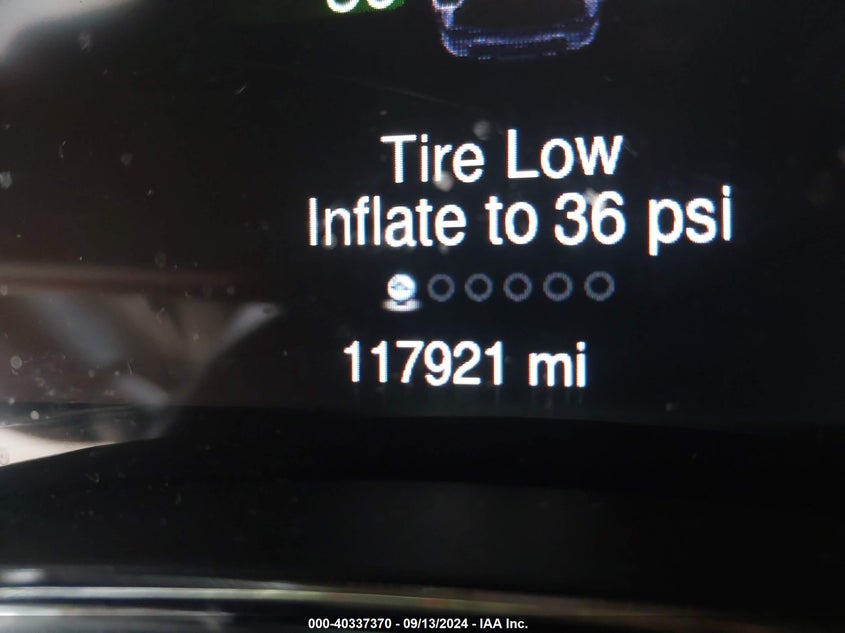 Tire Low
Inflate to 36 psi
117921 mi
000-40337370 - 09/13/2024 - IAA Inc.